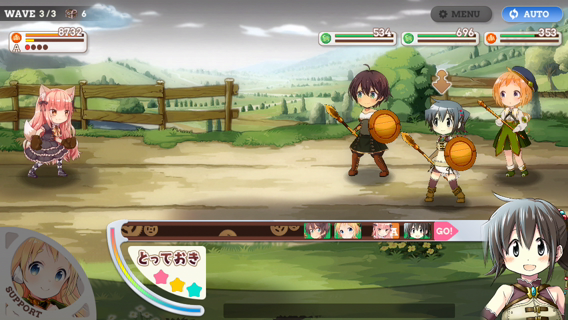 WAVE 3/3 6
MENU
AUTO
8732
A
534
696
353
GO!
とっておき
SUPPORT